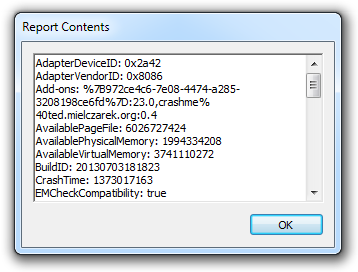 Report Contents
AdapterDeviceID: 0x2a42
AdapterVendorID: 0x8086
Add-ons: %7B972ce4c6-7e08-4474-a285-
3208198ce6fd%7D:23.0,crashme%
40ted.mielczarek.org:0.4
AvailablePageFile: 6026727424
AvailablePhysicalMemory: 1994334208
AvailableVirtualMemory: 3741110272
BuildID: 20130703181823
CrashTime: 1373017163
EMCheckCompatibility: true
OK